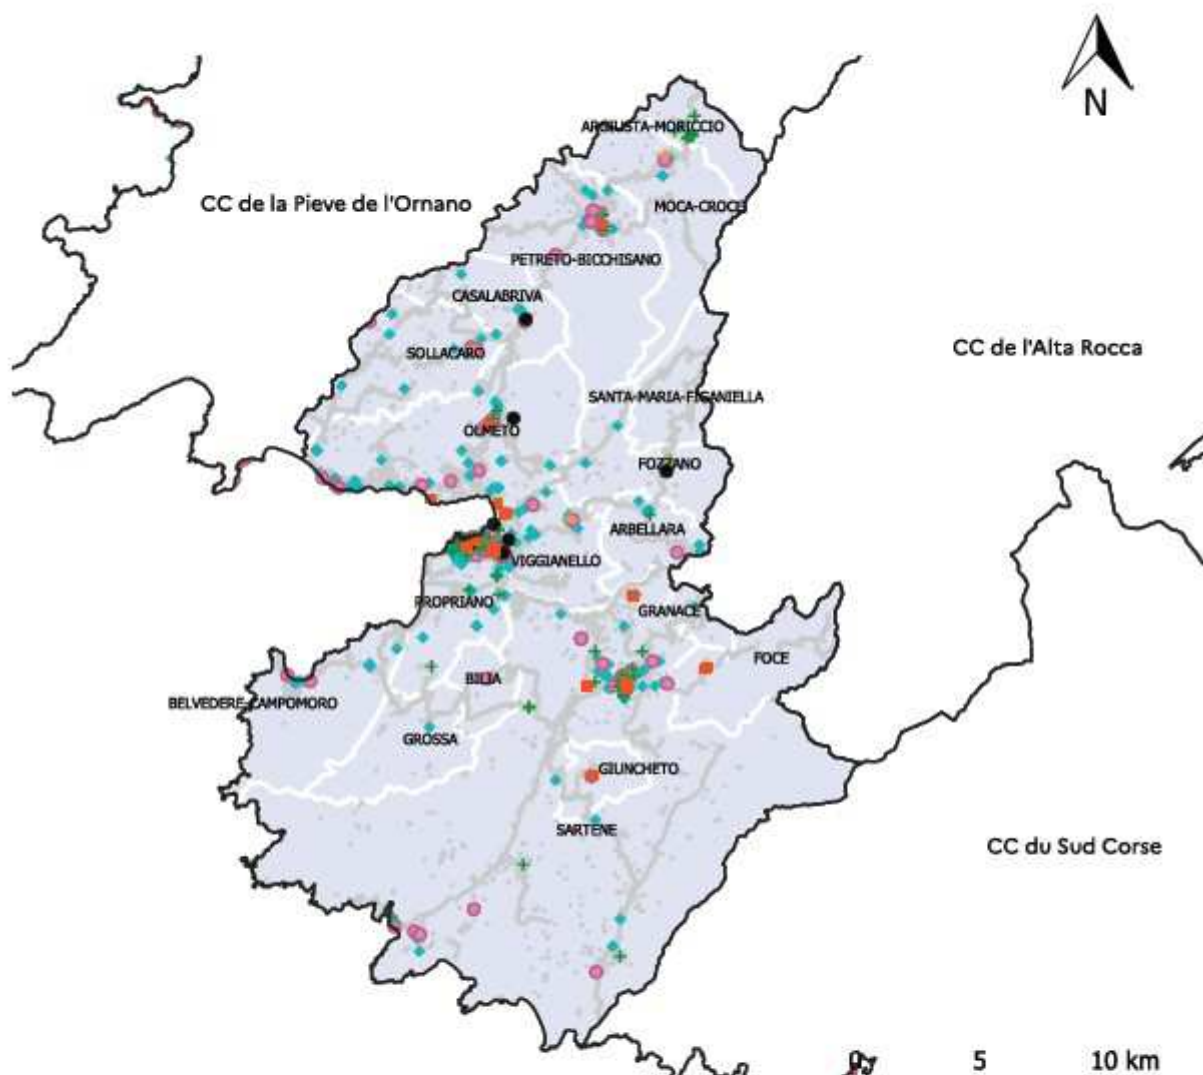 N
ARGIUSTA-MORICCIO
CC de la Pieve de l'Ornano
MOCA-CROCE
PETRETO-BICCHISANO
CASALABRIVA
CC de l'Alta Rocca
SOLLACARO
SANTA-MARIA-FIGANIELLA
OLMETO
FOZZANO
ARBELLARA
VIGGIANELLO
PROPRIANO
GRANACE
FOCE
BILIA
BELVEDERE-CAMPOMORO
GROSSA
GIUNCHETO
SARTENE
CC du Sud Corse
0 5 10 km